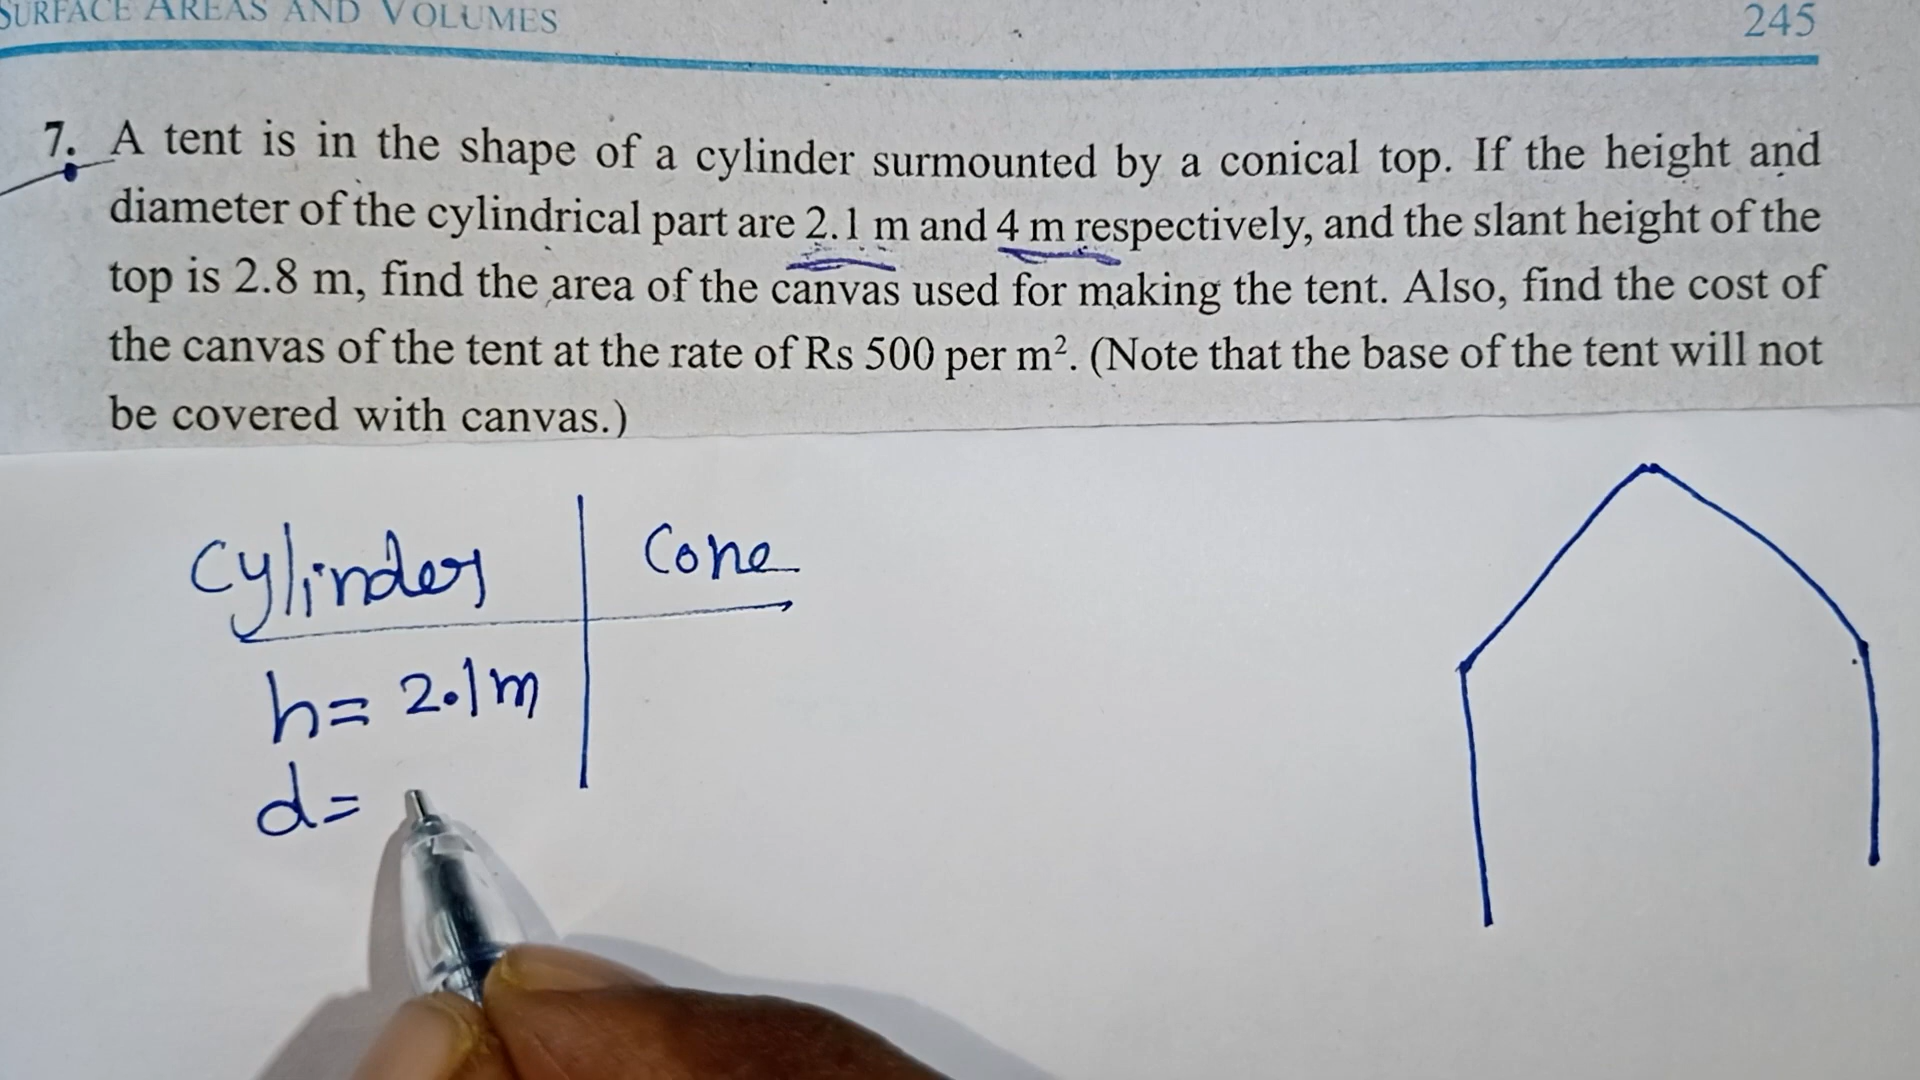 SURFACE AREAS AND VOLUMES 245
7. A tent is in the shape of a cylinder surmounted by a conical top. If the height and
diameter of the cylindrical part are 2.1 m and 4 m respectively, and the slant height of the
top is 2.8 m, find the area of the canvas used for making the tent. Also, find the cost of
the canvas of the tent at the rate of Rs 500 per m². (Note that the base of the tent will not
be covered with canvas.)
Cylinder Cone
h= 2.1m
d=